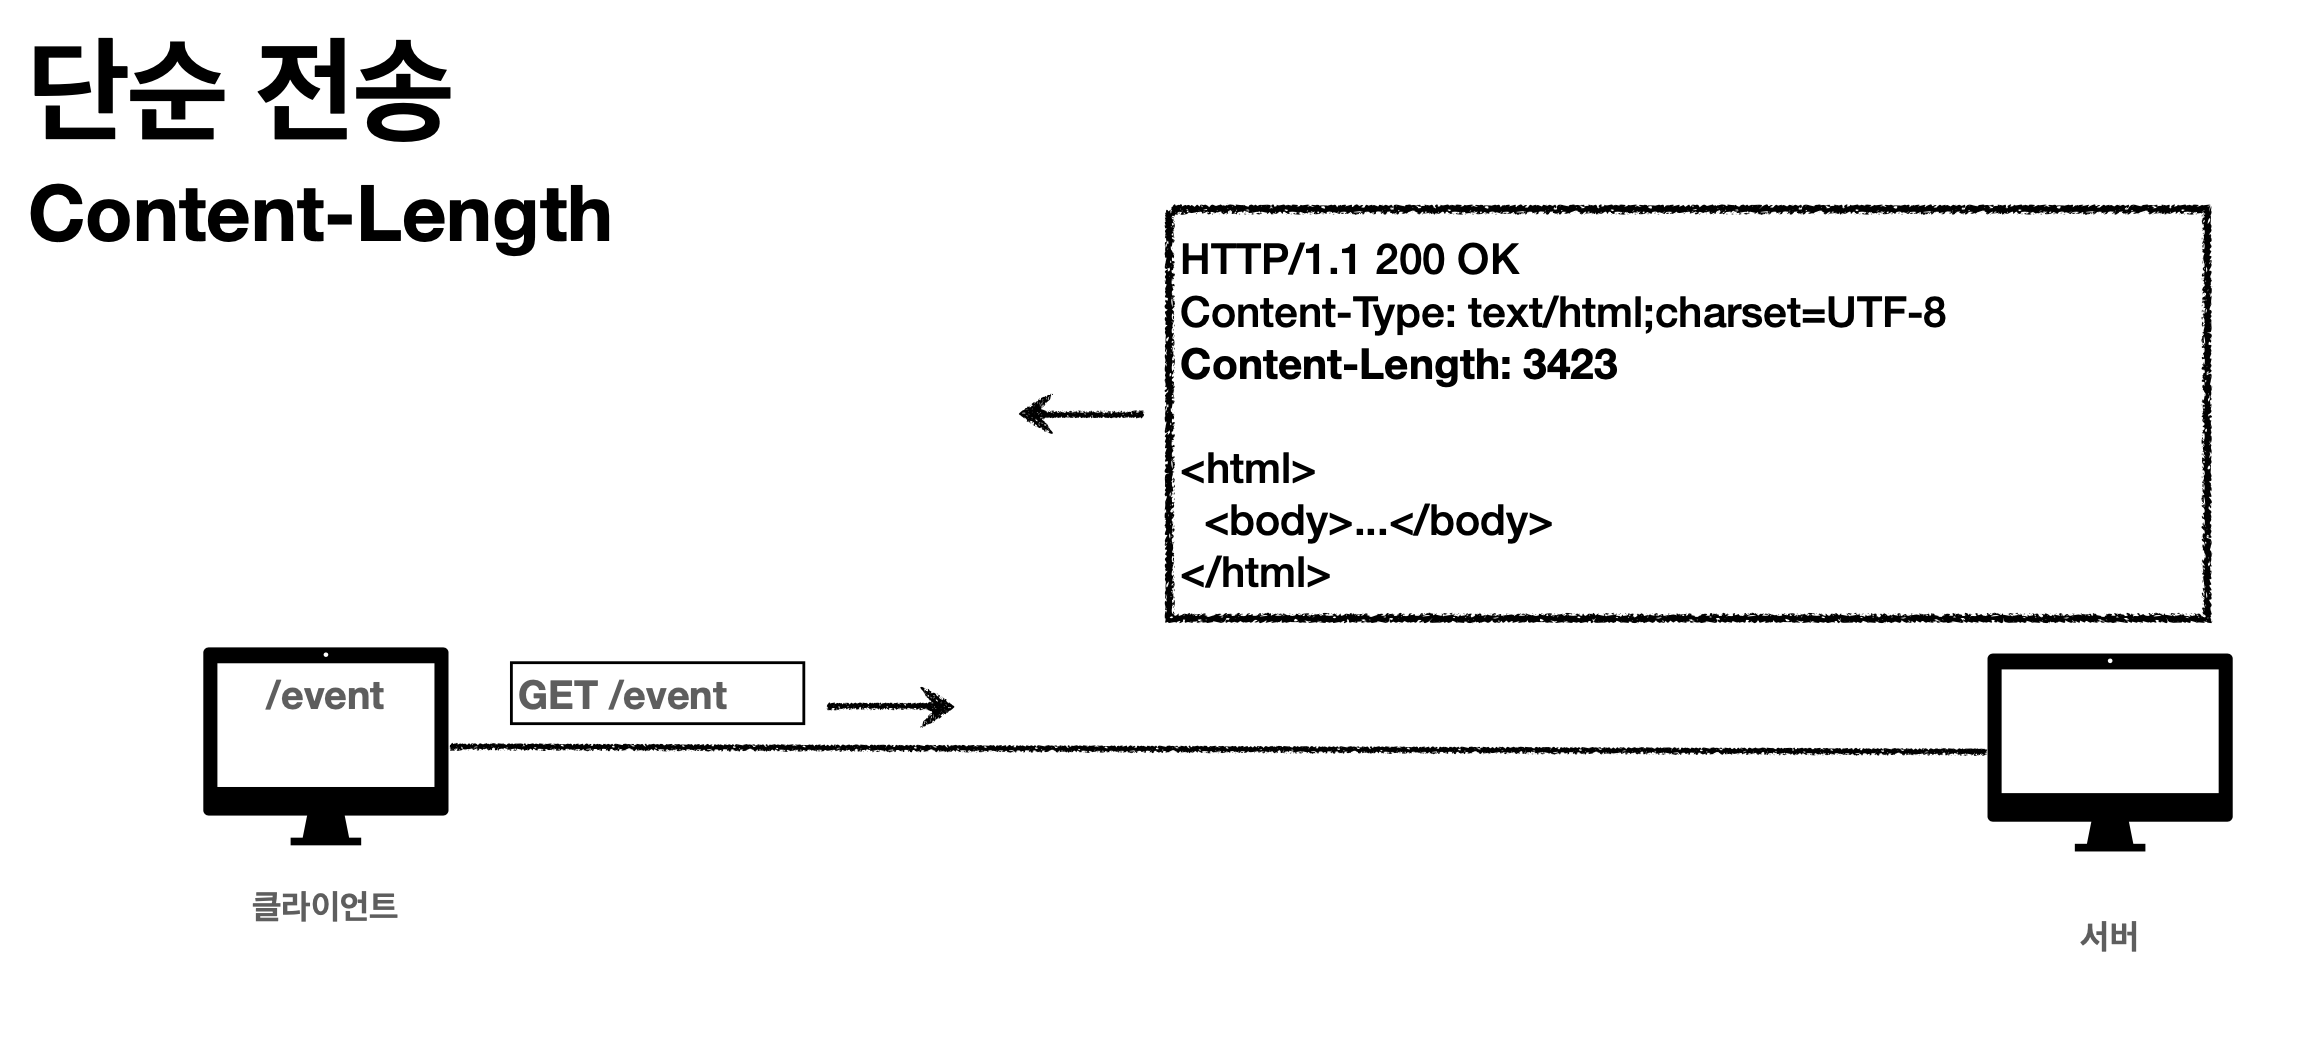 단순 전송
Content-Length
HTTP/1.1 200 OK
Content-Type: text/html;charset=UTF-8
Content-Length: 3423
<html>
<body>...</body>
</html>
/event
GET /event
클라이언트
서버